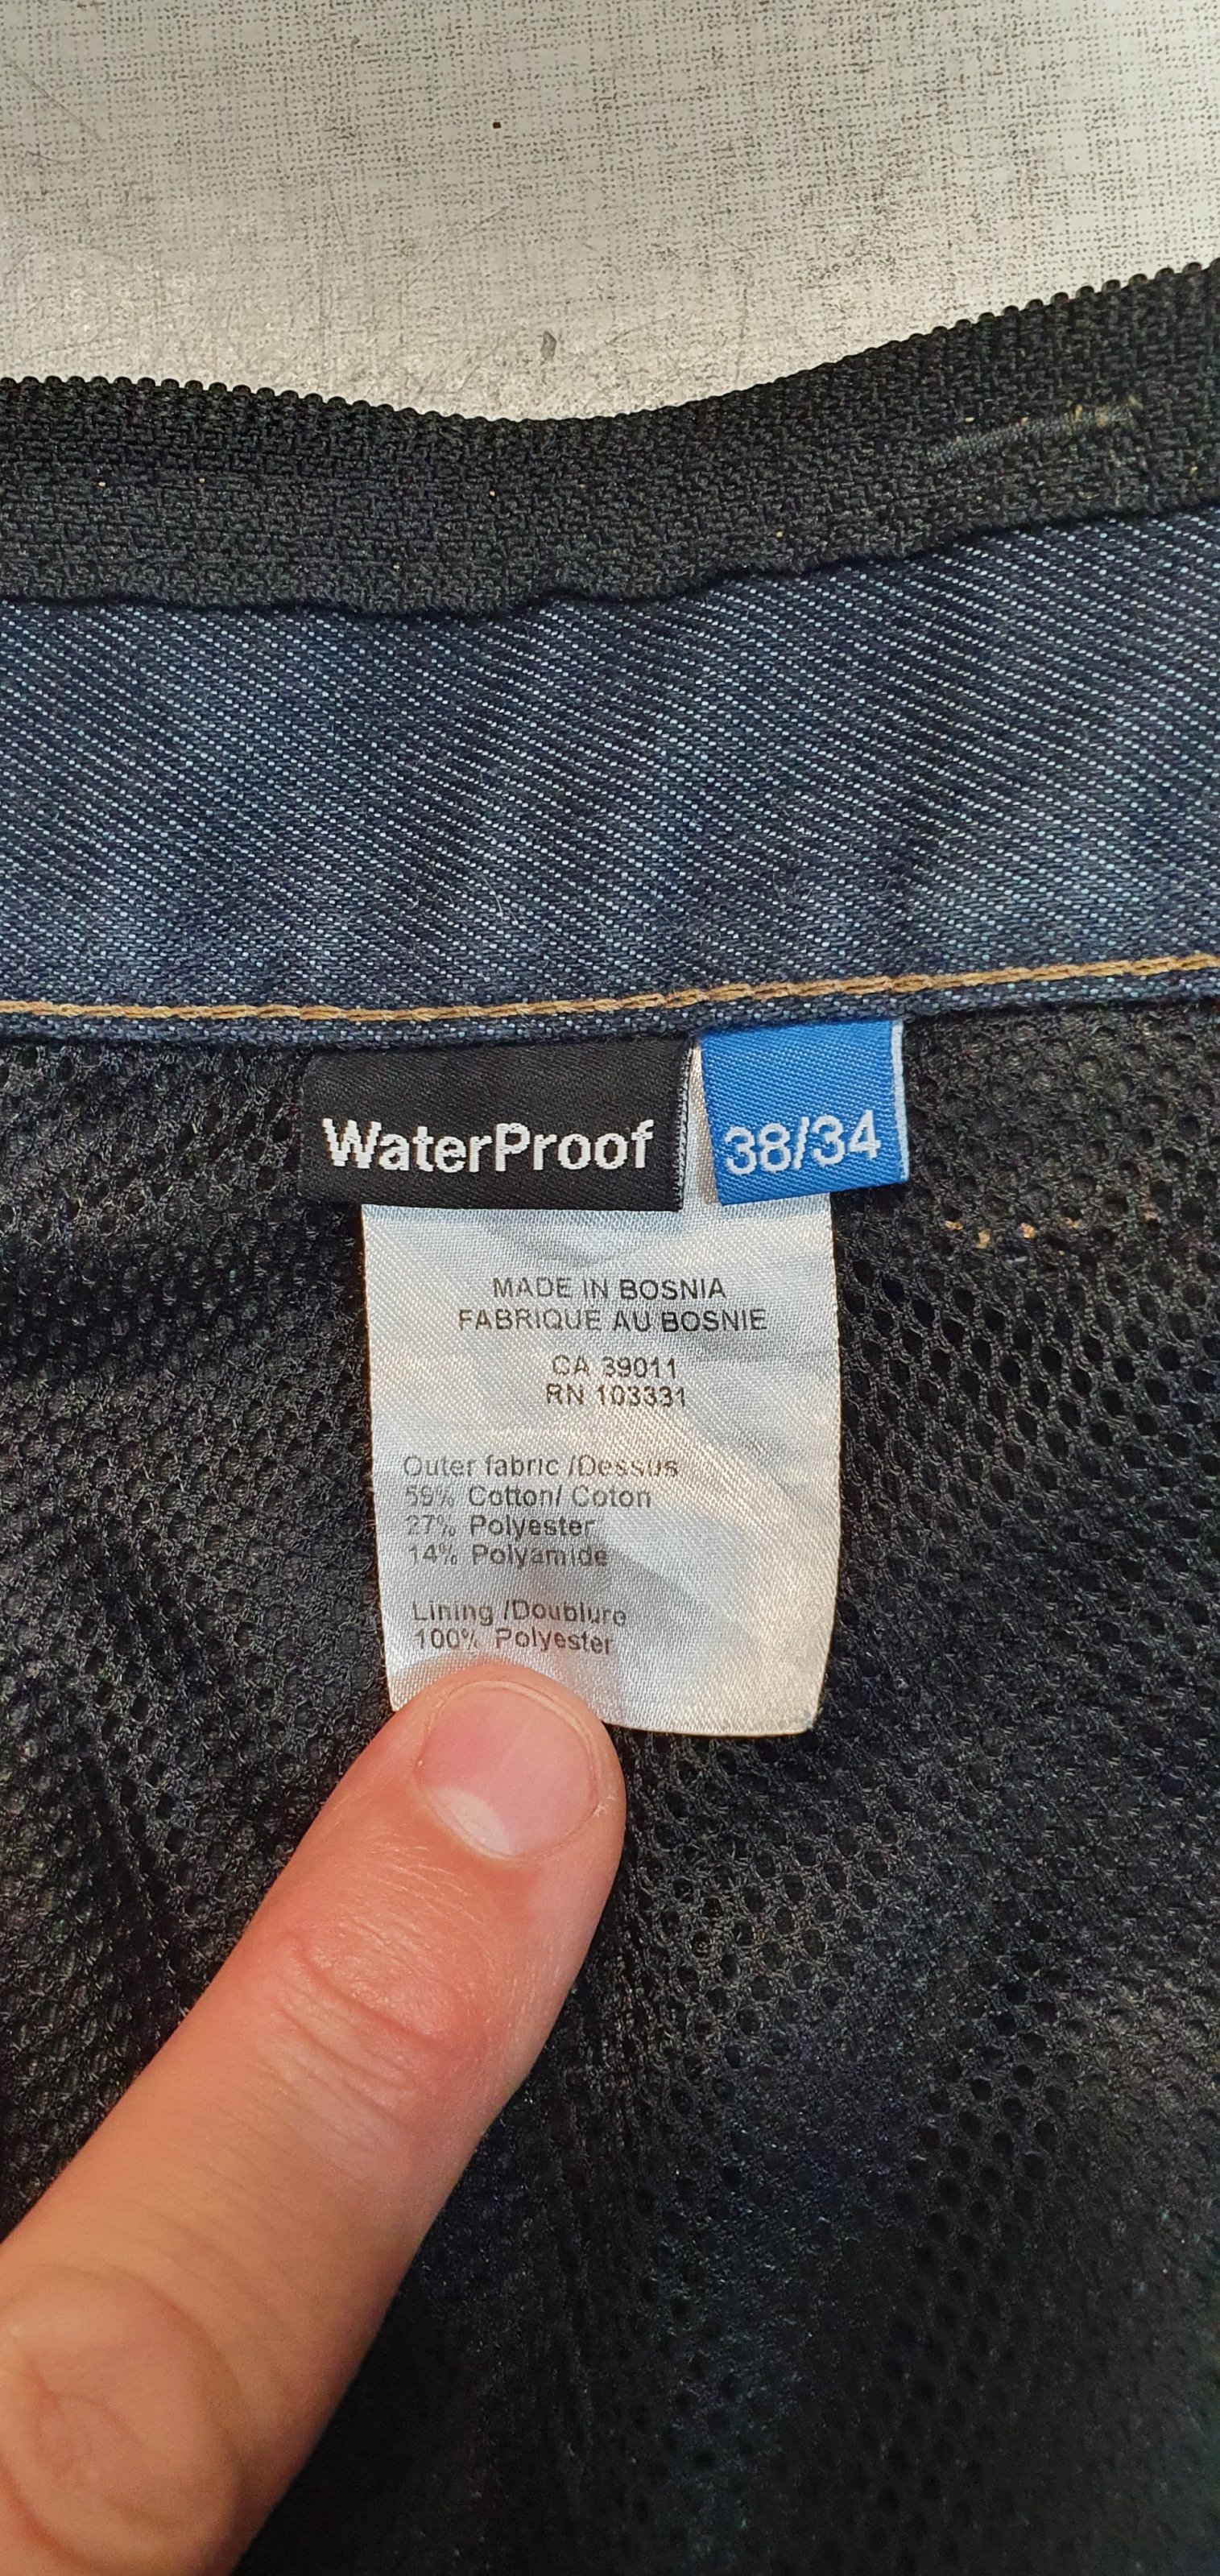 WaterProof
38/34
MADE IN BOSNIA
FABRIQUE AU BOSNIE
CA 39011
RN 103331
Outer fabric /Dessus
59% Cotton/ Coton
27% Polyester
14% Polyamide
Lining /Doublure
100% Polyester